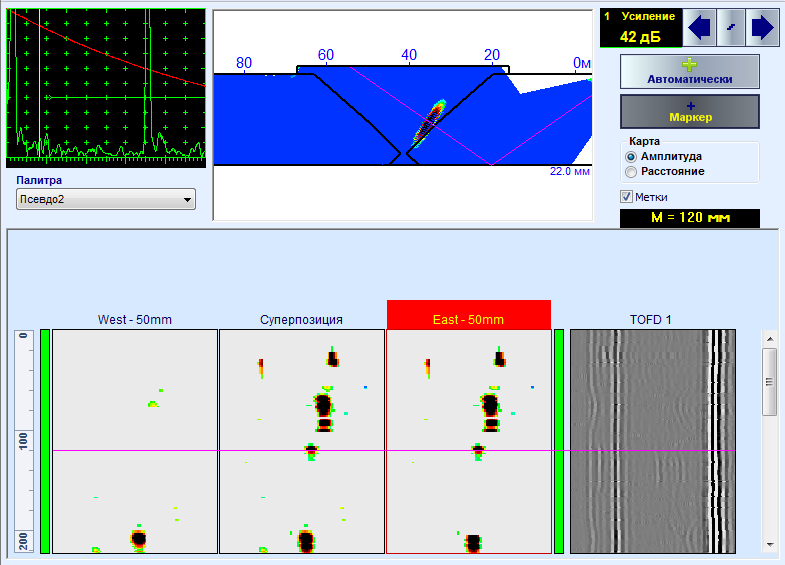 1 Усиление
42 дБ
80 60 40 20 0м
Автоматически
Маркер
Карта
Амплитуда
Расстояние
22.0 мм
Палитра
Псевдо2
Метки
М = 120 мм
West - 50mm Суперпозиция East - 50mm TOFD 1
0
100
200